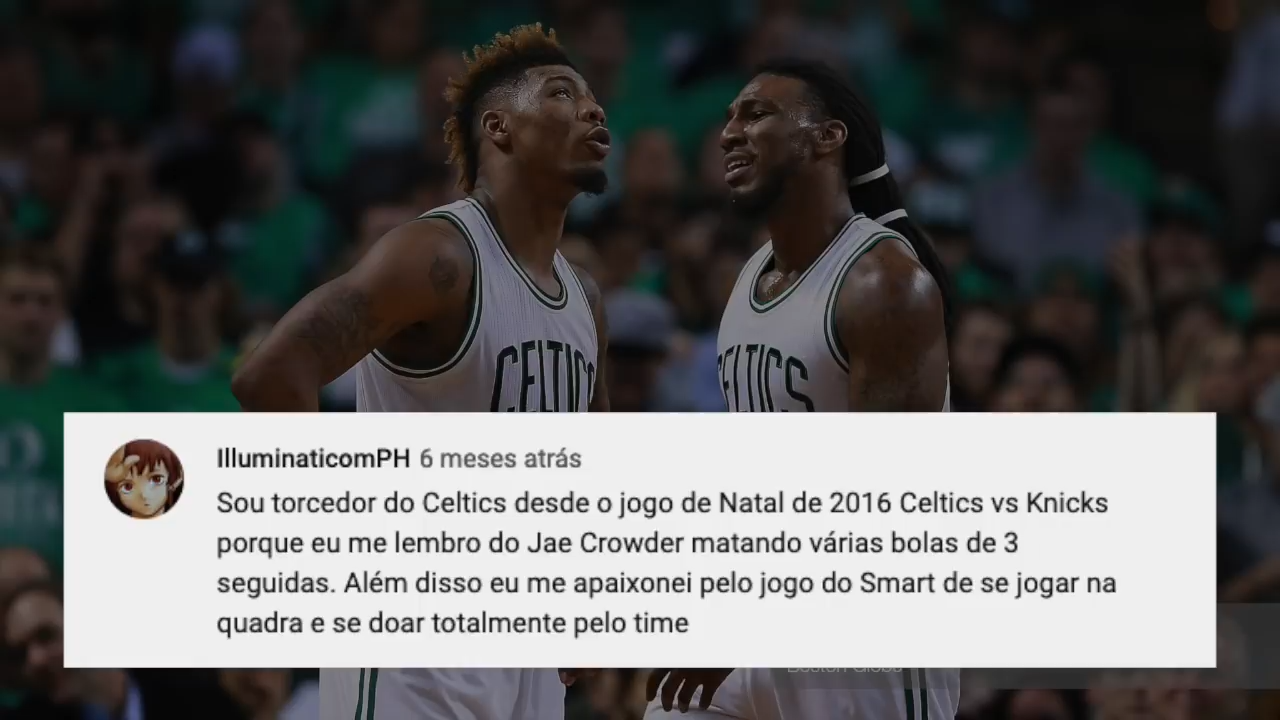 CELTICS
CELTICS
IlluminaticomPH 6 meses atrás
Sou torcedor do Celtics desde o jogo de Natal de 2016 Celtics vs Knicks
porque eu me lembro do Jae Crowder matando várias bolas de 3
seguidas. Além disso eu me apaixonei pelo jogo do Smart de se jogar na
quadra e se doar totalmente pelo time
Boston Globe